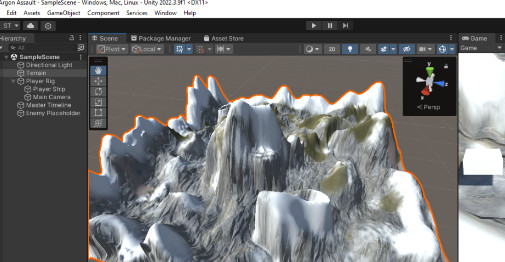 Argon Assault - SampleScene - Windows, Mac, Linux - Unity 2022.3.9f1 <DX11>
Edit Assets GameObject Component Services Window Help
ST
Hierarchy
All
SampleScene
Directional Light
Terrain
Player Rig
Player Ship
Main Camera
Master Timeline
Enemy Placeholder
Scene Package Manager Asset Store
Pivot Local 2D
y
x
z
Persp
Game
Game